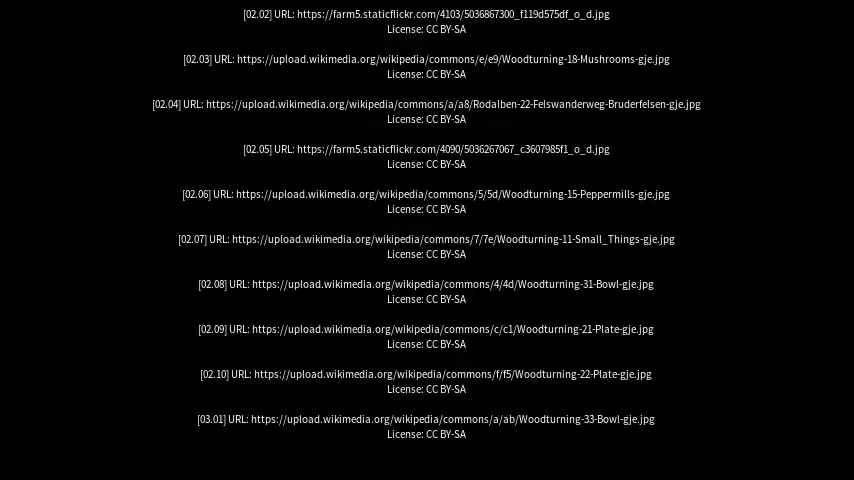 [02.02] URL: https://farm5.staticflickr.com/4103/5036867300_f119d575df_o_d.jpg
License: CC BY-SA
[02.03] URL: https://upload.wikimedia.org/wikipedia/commons/e/e9/Woodturning-18-Mushrooms-gje.jpg
License: CC BY-SA
[02.04] URL: https://upload.wikimedia.org/wikipedia/commons/a/a8/Rodalben-22-Felswanderweg-Bruderfelsen-gje.jpg
License: CC BY-SA
[02.05] URL: https://farm5.staticflickr.com/4090/5036267067_c3607985f1_o_d.jpg
License: CC BY-SA
[02.06] URL: https://upload.wikimedia.org/wikipedia/commons/5/5d/Woodturning-15-Peppermills-gje.jpg
License: CC BY-SA
[02.07] URL: https://upload.wikimedia.org/wikipedia/commons/7/7e/Woodturning-11-Small_Things-gje.jpg
License: CC BY-SA
[02.08] URL: https://upload.wikimedia.org/wikipedia/commons/4/4d/Woodturning-31-Bowl-gje.jpg
License: CC BY-SA
[02.09] URL: https://upload.wikimedia.org/wikipedia/commons/c/c1/Woodturning-21-Plate-gje.jpg
License: CC BY-SA
[02.10] URL: https://upload.wikimedia.org/wikipedia/commons/f/f5/Woodturning-22-Plate-gje.jpg
License: CC BY-SA
[03.01] URL: https://upload.wikimedia.org/wikipedia/commons/a/ab/Woodturning-33-Bowl-gje.jpg
License: CC BY-SA